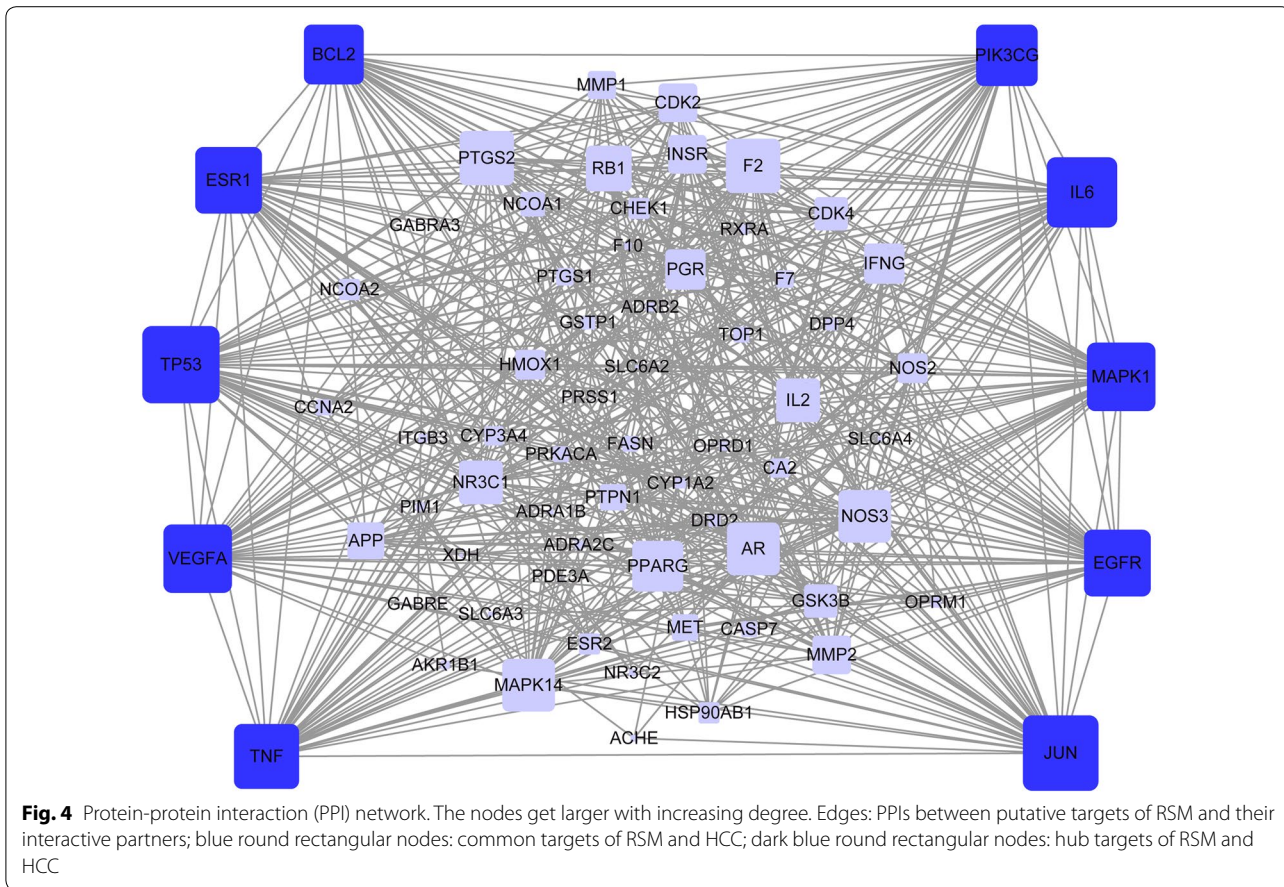 BCL2
PIK3CG
MMP1
CDK2
PTGS2
RB1
INSR
F2
ESR1
IL6
NCOA1
CHEK1
CDK4
GABRA3
RXRA
F10
IFNG
PGR
PTGS1
F7
NCOA2
ADRB2
GSTP1
TOP1
DPP4
TP53
HMOX1
SLC6A2
NOS2
MAPK1
PRSS1
IL2
CCNA2
ITGB3
CYP3A4
FASN
OPRD1
SLC6A4
PRKACA
CA2
NR3C1
CYP1A2
PTPN1
PIM1
ADRA1B
DRD2
NOS3
APP
XDH
ADRA2C
AR
VEGFA
EGFR
PDE3A
PPARG
GABRE
SLC6A3
GSK3B
OPRM1
MET
CASP7
ESR2
MMP2
AKR1B1
NR3C2
MAPK14
HSP90AB1
ACHE
TNF
JUN
Fig. 4 Protein-protein interaction (PPI) network. The nodes get larger with increasing degree. Edges: PPIs between putative targets of RSM and their
interactive partners; blue round rectangular nodes: common targets of RSM and HCC; dark blue round rectangular nodes: hub targets of RSM and
HCC